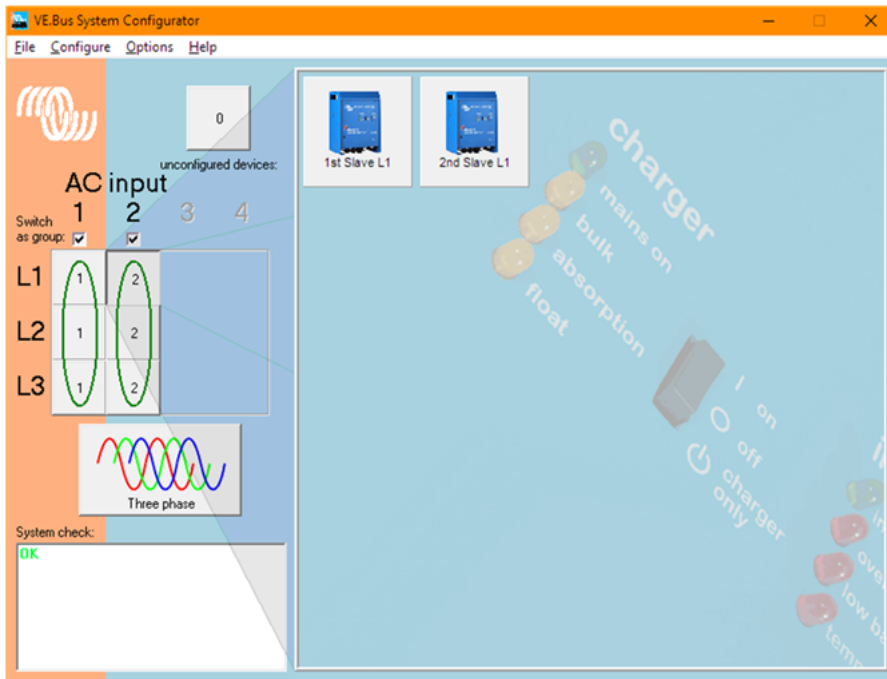 VE.Bus System Configurator
File Configure Options Help
0
unconfigured devices:
AC input
1 2 3 4
Switch
as group:
L1 1 2
L2 1 2
L3 1 2
Three phase
System check:
OK
1st Slave L1
2nd Slave L1
charger
mains on
bulk
absorption
float
on
off
charger
only
low